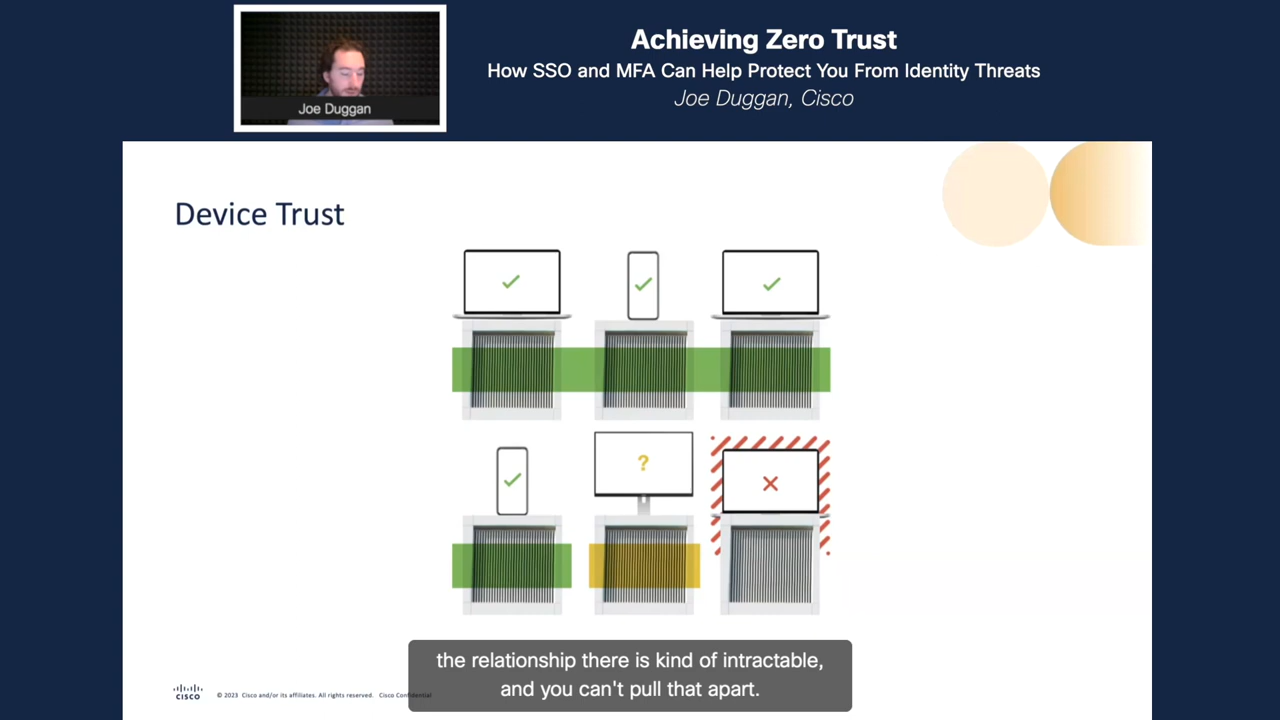 Joe Duggan
Achieving Zero Trust
How SSO and MFA Can Help Protect You From Identity Threats
Joe Duggan, Cisco
Device Trust
?
the relationship there is kind of intractable,
and you can't pull that apart.
CISCO
© 2023 Cisco and/or its affiliates. All rights reserved. Cisco Confidential